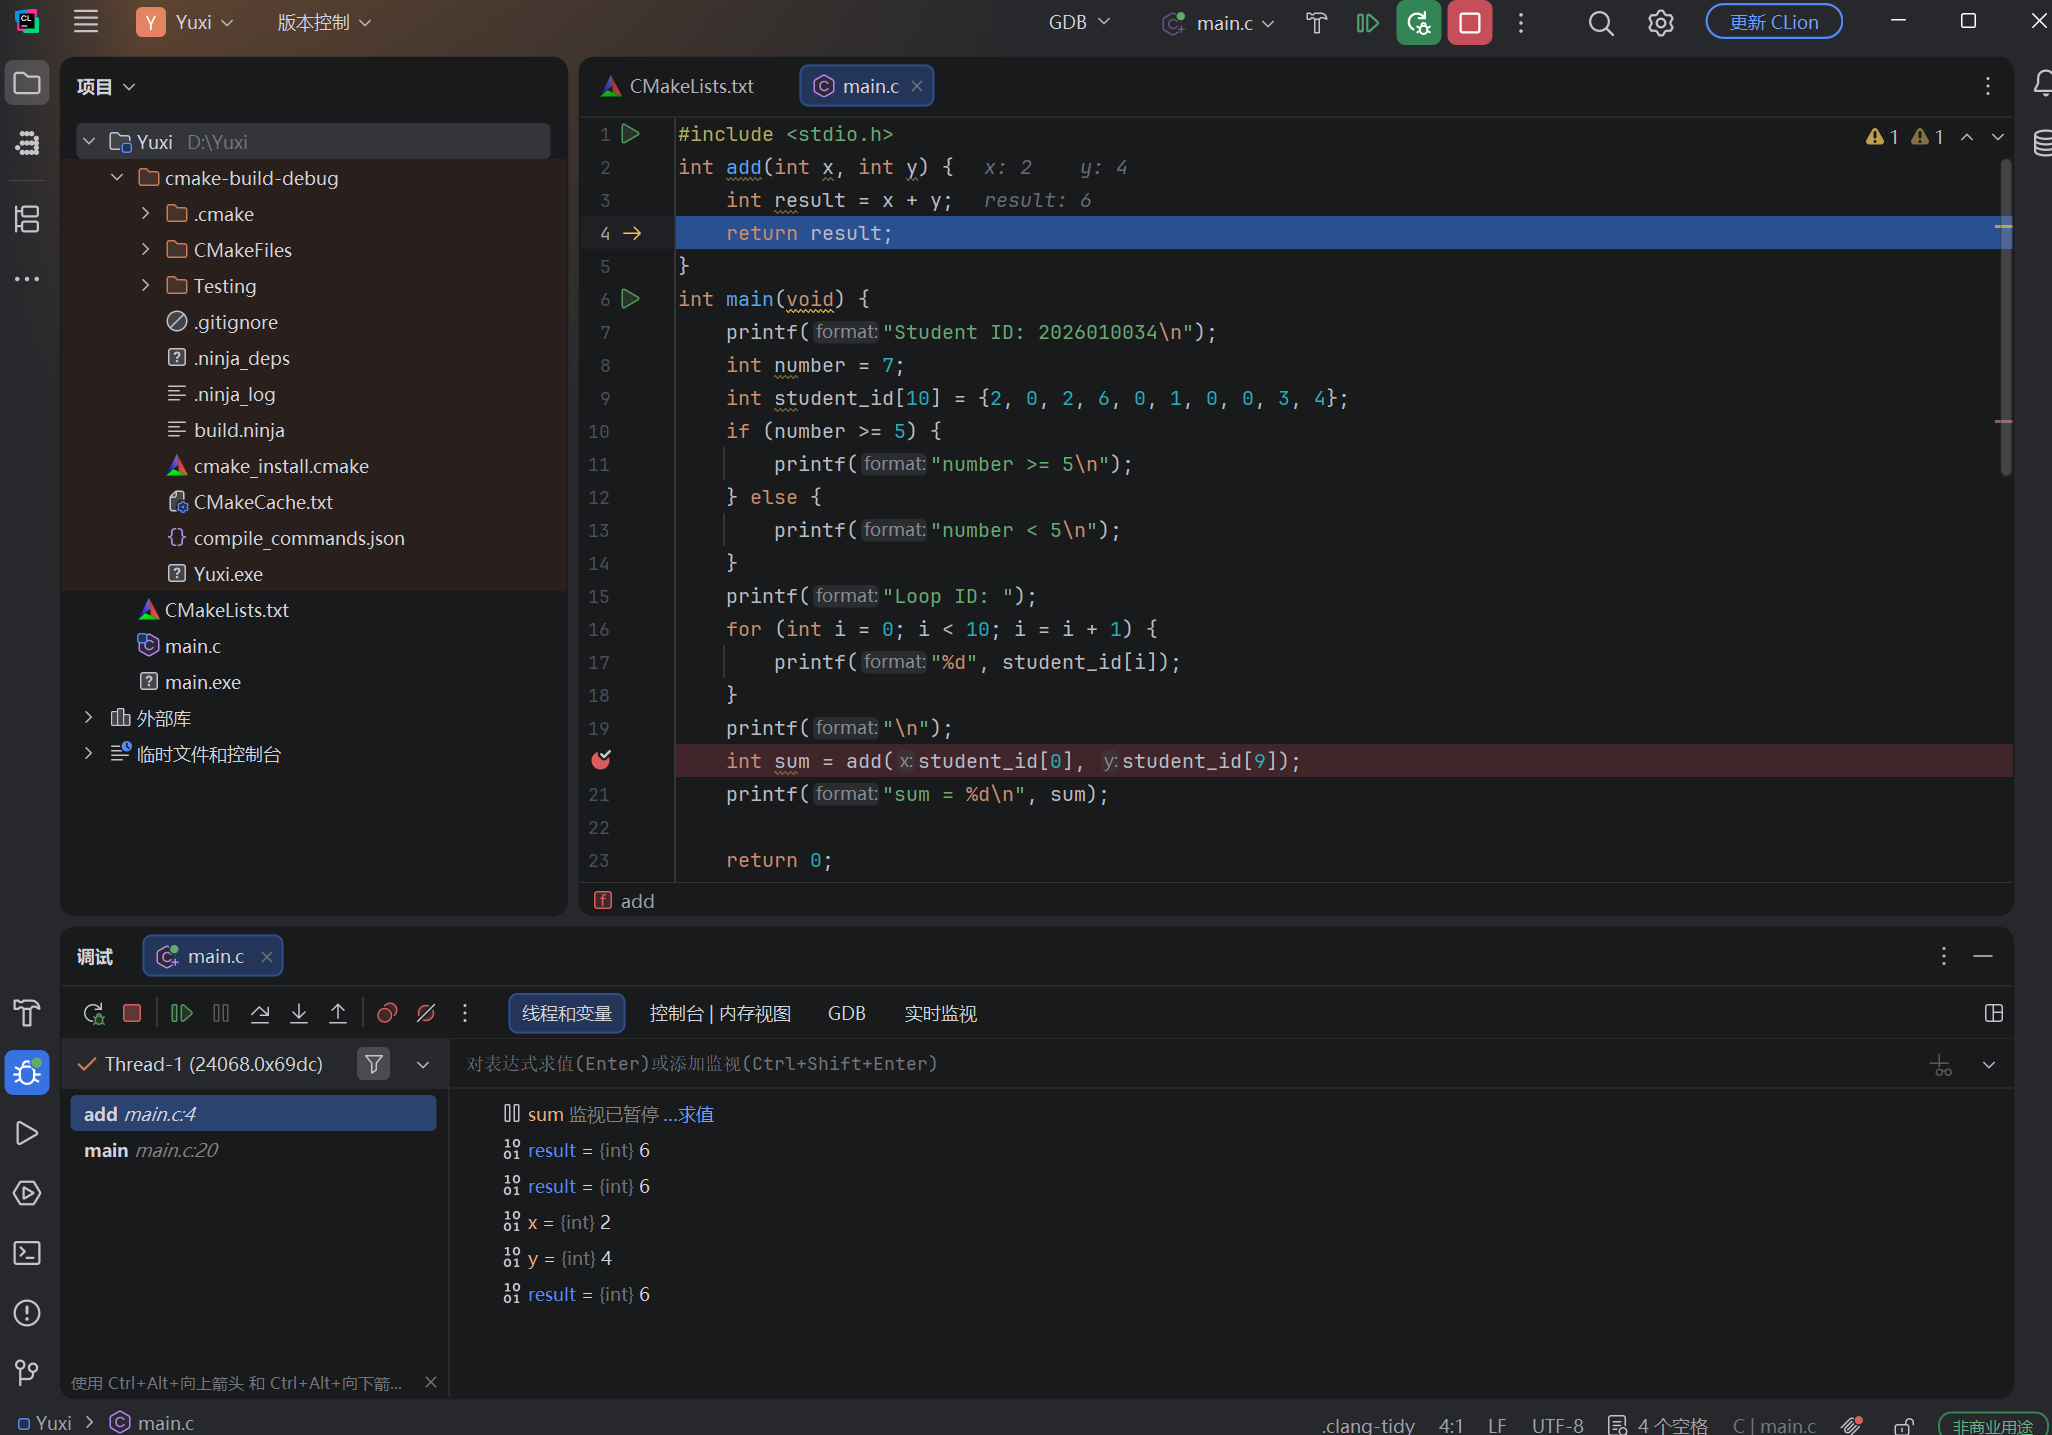 Y Yuxi 版本控制 GDB main.c 更新 CLion
项目
Yuxi D:\Yuxi
cmake-build-debug
.cmake
CMakeFiles
Testing
.gitignore
.ninja_deps
.ninja_log
build.ninja
cmake_install.cmake
CMakeCache.txt
compile_commands.json
Yuxi.exe
CMakeLists.txt
main.c
main.exe
外部库
临时文件和控制台
CMakeLists.txt main.c
1 #include <stdio.h> 1 1
2 int add(int x, int y) { x: 2 y: 4
3 int result = x + y; result: 6
4 return result;
5 }
6 int main(void) {
7 printf(format: "Student ID: 2026010034\n");
8 int number = 7;
9 int student_id[10] = {2, 0, 2, 6, 0, 1, 0, 0, 3, 4};
10 if (number >= 5) {
11 printf(format: "number >= 5\n");
12 } else {
13 printf(format: "number < 5\n");
14 }
15 printf(format: "Loop ID: ");
16 for (int i = 0; i < 10; i = i + 1) {
17 printf(format: "%d", student_id[i]);
18 }
19 printf(format: "\n");
int sum = add(x: student_id[0], y: student_id[9]);
21 printf(format: "sum = %d\n", sum);
22
23 return 0;
f add
调试 main.c
线程和变量 控制台 | 内存视图 GDB 实时监视
Thread-1 (24068.0x69dc)
add main.c:4
main main.c:20
使用 Ctrl+Alt+向上箭头 和 Ctrl+Alt+向下箭...
对表达式求值(Enter)或添加监视(Ctrl+Shift+Enter)
sum 监视已暂停 ...求值
result = {int} 6
result = {int} 6
x = {int} 2
y = {int} 4
result = {int} 6
Yuxi main.c .clang-tidy 4:1 LF UTF-8 4 个空格 C | main.c 非商业用途